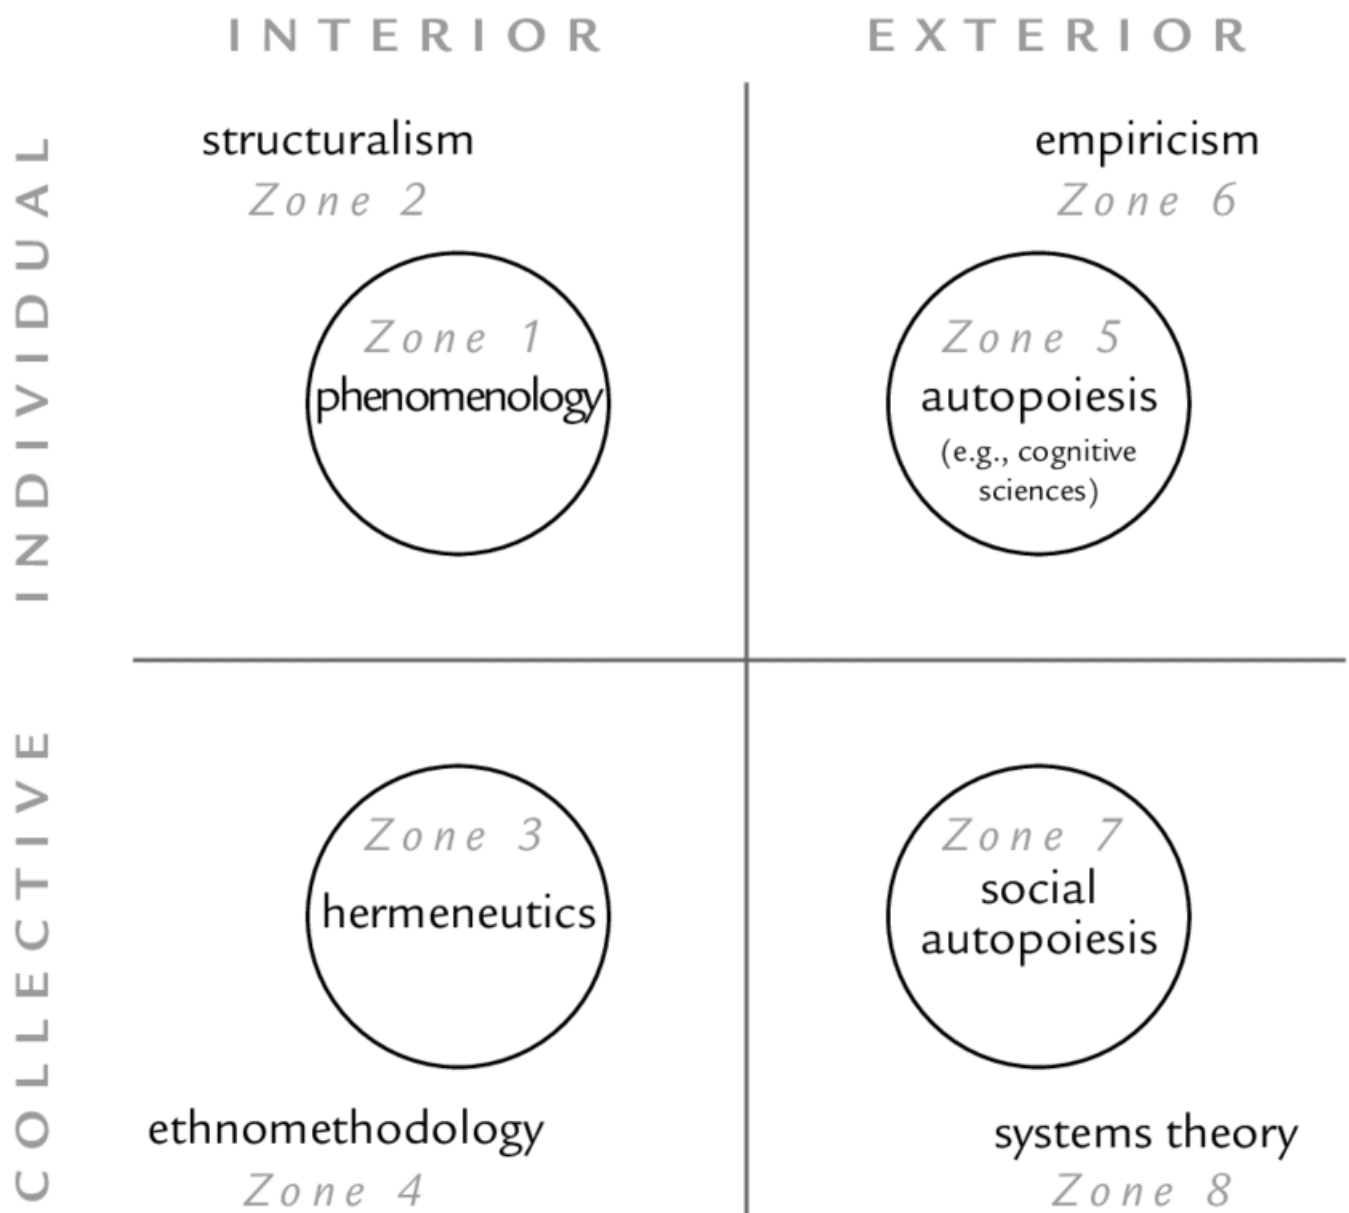 INTERIOR
EXTERIOR
INDIVIDUAL
structuralism
Zone 2
Zone 1
phenomenology
empiricism
Zone 6
Zone 5
autopoiesis
(e.g., cognitive
sciences)
COLLECTIVE
Zone 3
hermeneutics
ethnomethodology
Zone 4
Zone 7
social
autopoiesis
systems theory
Zone 8